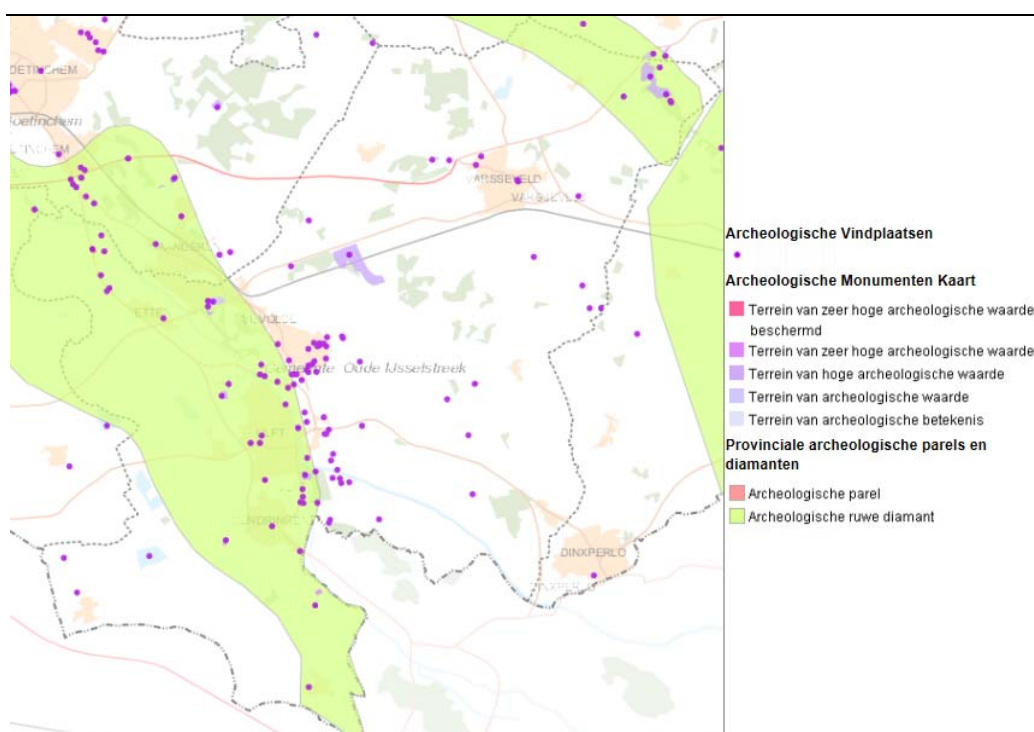 Archeologische Vindplaatsen
Archeologische Monumenten Kaart
Terrein van zeer hoge archeologische waarde
beschermd
Terrein van zeer hoge archeologische waarde
Terrein van hoge archeologische waarde
Terrein van archeologische waarde
Terrein van archeologische betekenis
Provinciale archeologische parels en
diamanten
Archeologische parel
Archeologische ruwe diamant
VARSSEVELD
Gemeente Oude IJsselstreek
DINXPERLO